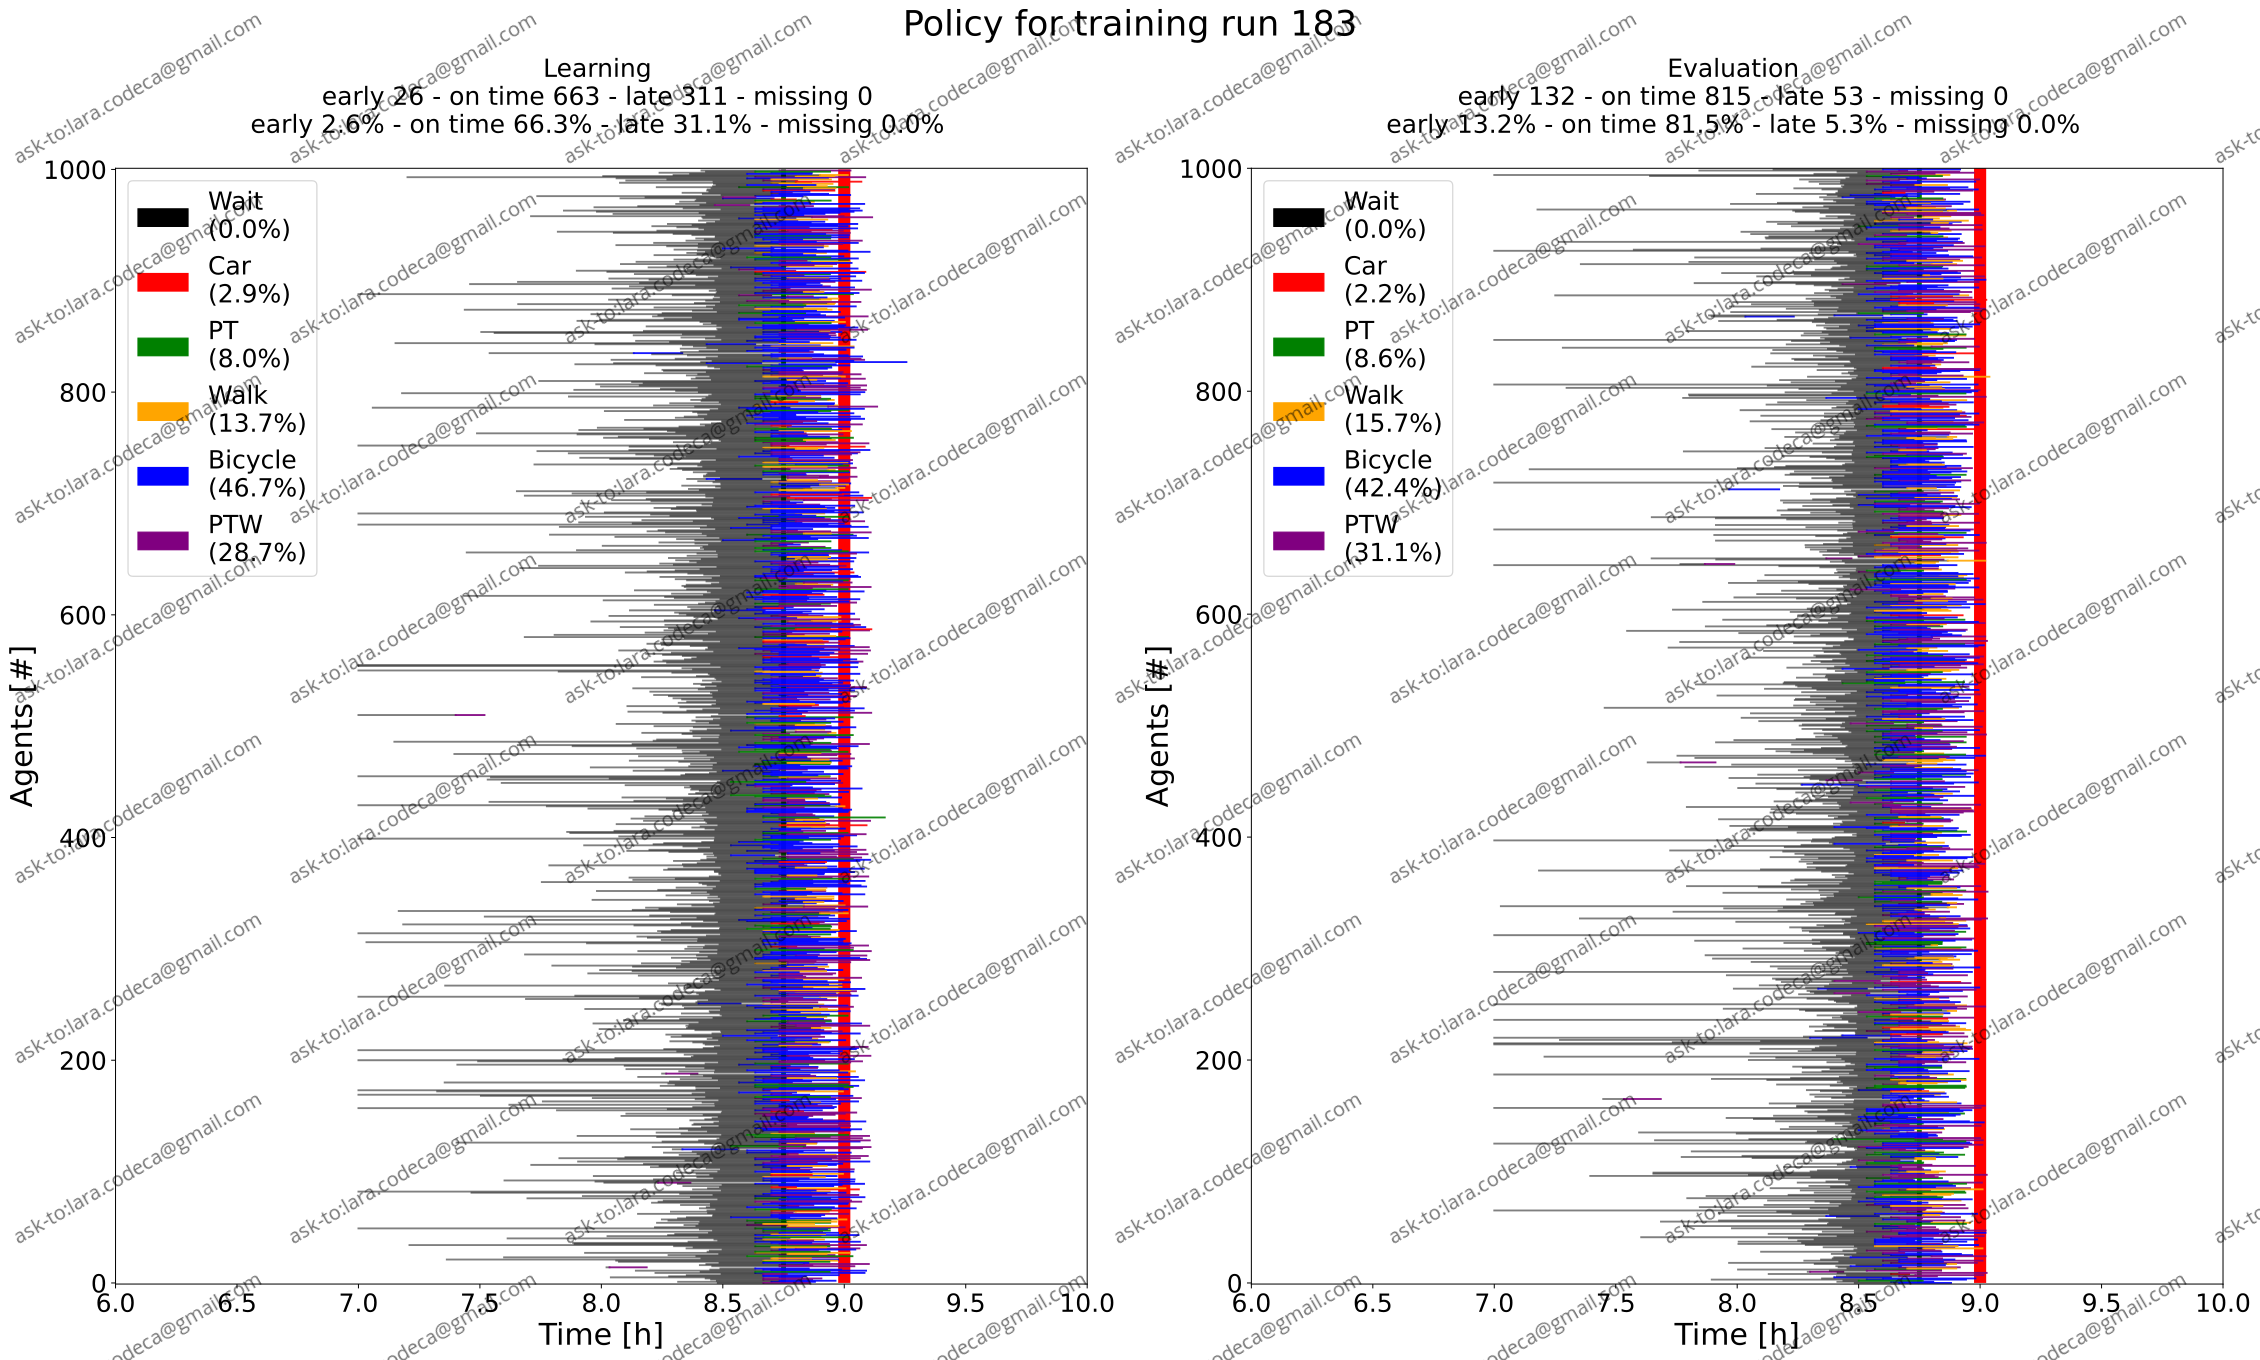 Policy for training run 183
Learning
early 26 - on time 663 - late 311 - missing 0
early 2.6% - on time 66.3% - late 31.1% - missing 0.0%
1000
800
600
400
200
0
Agents [#]
Wait
(0.0%)
Car
(2.9%)
PT
(8.0%)
Walk
(13.7%)
Bicycle
(46.7%)
PTW
(28.7%)
6.0 6.5 7.0 7.5 8.0 8.5 9.0 9.5 10.0
Time [h]
Evaluation
early 132 - on time 815 - late 53 - missing 0
early 13.2% - on time 81.5% - late 5.3% - missing 0.0%
1000
800
600
400
200
0
Agents [#]
Wait
(0.0%)
Car
(2.2%)
PT
(8.6%)
Walk
(15.7%)
Bicycle
(42.4%)
PTW
(31.1%)
6.0 6.5 7.0 7.5 8.0 8.5 9.0 9.5 10.0
Time [h]
ask-to:lara.codeca@gmail.com